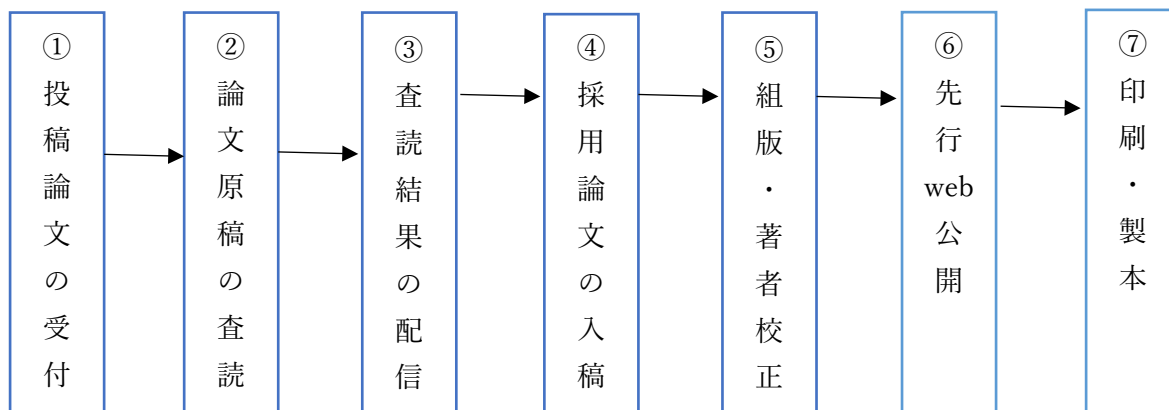 ①投稿論文の受付
②論文原稿の査読
③査読結果の配信
④採用論文の入稿
⑤組版・著者校正
⑥先行web公開
⑦印刷・製本